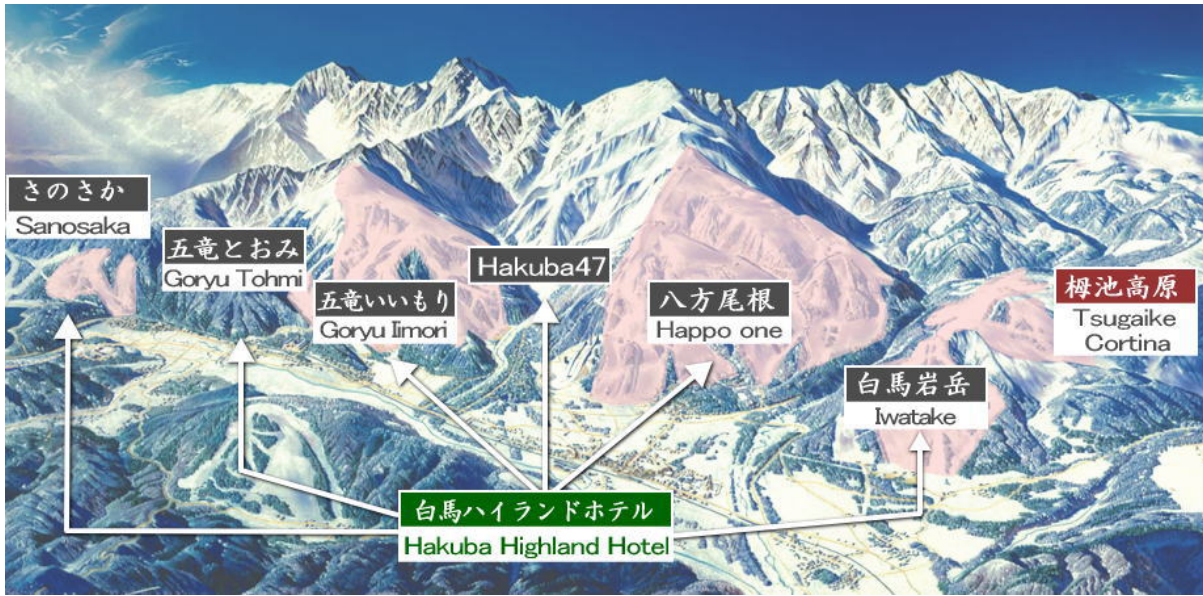 さのさか
Sanosaka
五竜とおみ
Goryu Tohmi
五竜いいもり
Goryu Iimori
Hakuba47
八方尾根
Happo one
栂池高原
Tsugaike
Cortina
白馬岩岳
Iwatake
白馬ハイランドホテル
Hakuba Highland Hotel